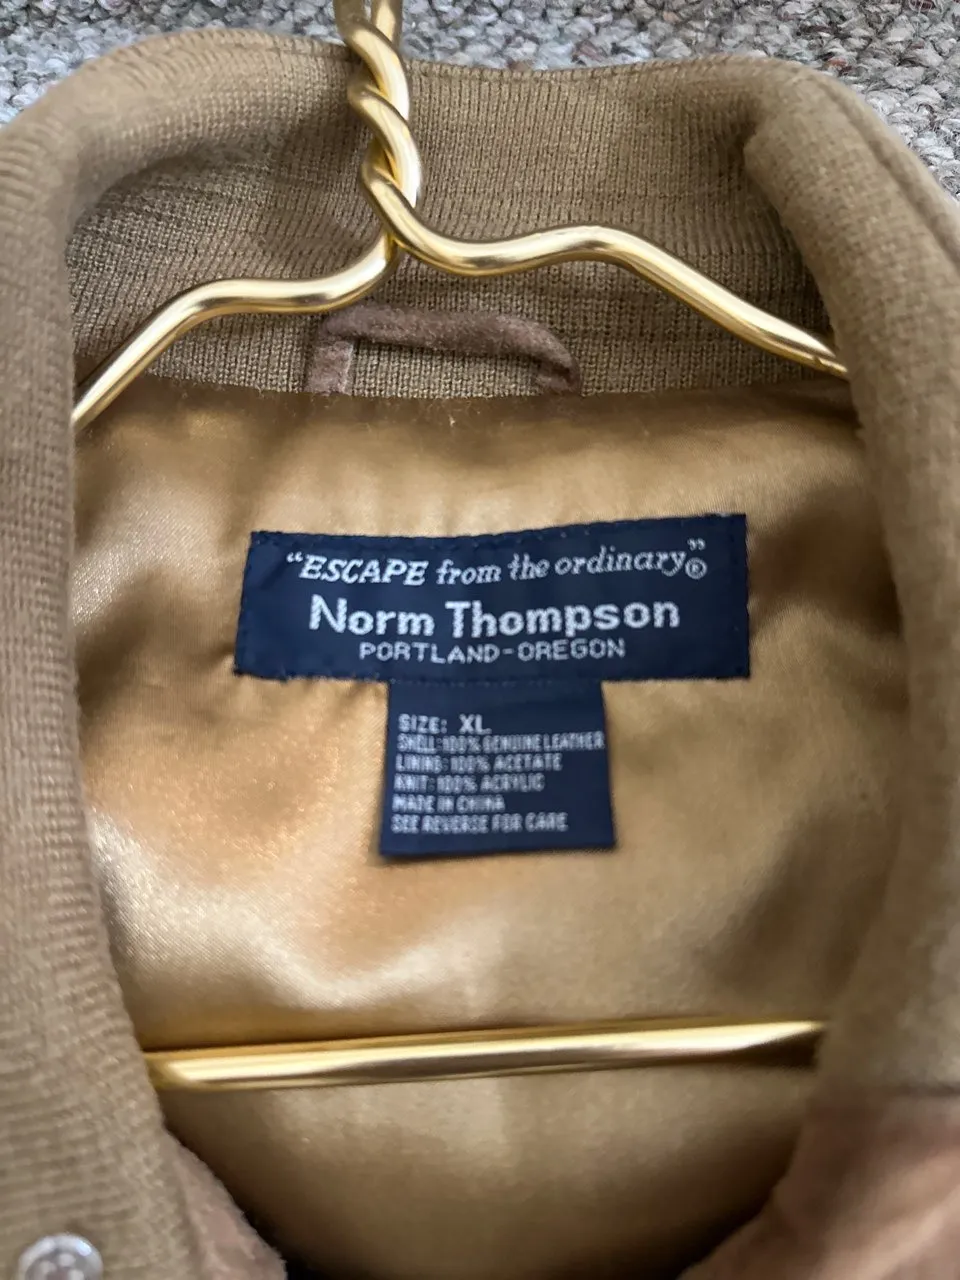 "ESCAPE from the ordinary"®
Norm Thompson
PORTLAND-OREGON
SIZE: XL
SHELL:100% GENUINE LEATHER
LINING:100% ACETATE
KNIT:100% ACRYLIC
MADE IN CHINA
SEE REVERSE FOR CARE